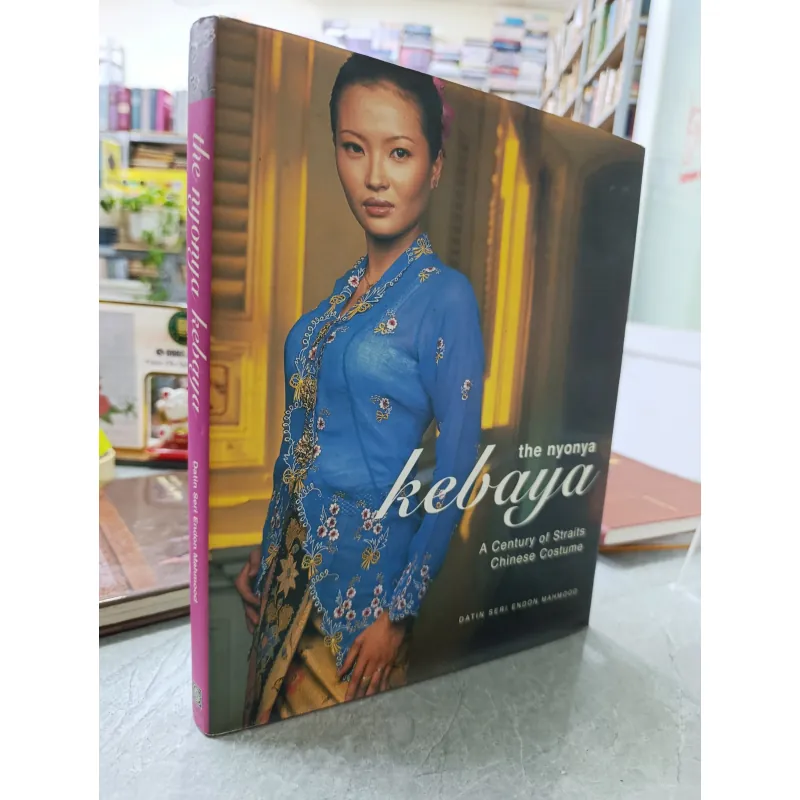 the nyonya kebaya
Datin Seri Endon Mahmood
the nyonya
kebaya
A Century of Straits
Chinese Costume
DATIN SERI ENDON MAHMOOD